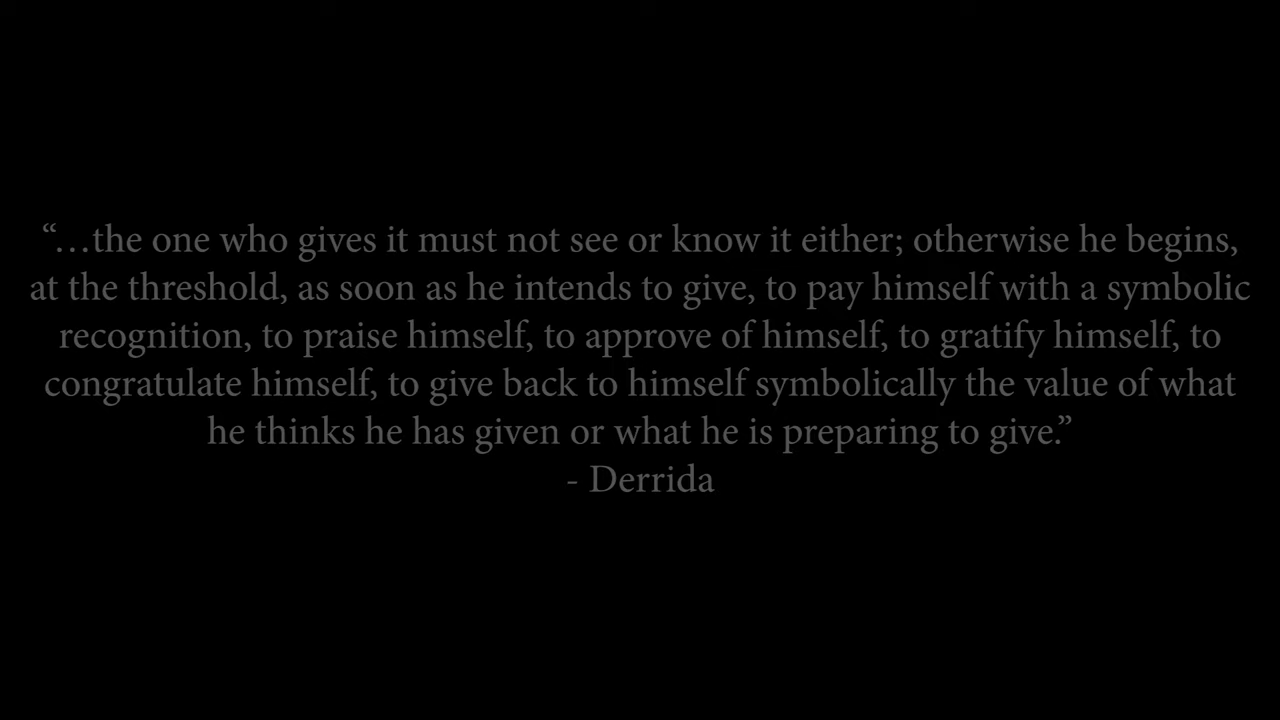 “…the one who gives it must not see or know it either; otherwise he begins,
at the threshold, as soon as he intends to give, to pay himself with a symbolic
recognition, to praise himself, to approve of himself, to gratify himself, to
congratulate himself, to give back to himself symbolically the value of what
he thinks he has given or what he is preparing to give.”
- Derrida